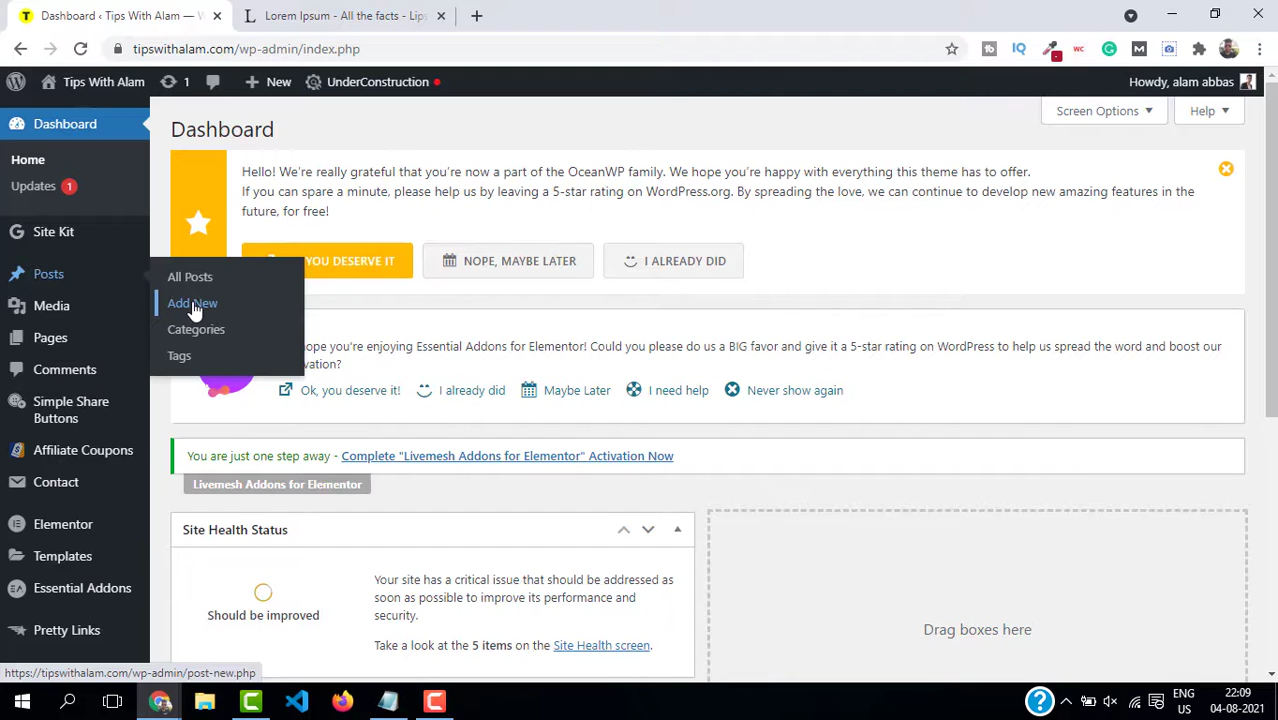 Dashboard ‹ Tips With Alam — W
Lorem Ipsum - All the facts - Lips
tipswithalam.com/wp-admin/index.php
Tips With Alam
1
New
UnderConstruction
Howdy, alam abbas
Dashboard
Home
Updates 1
Site Kit
Posts
Media
Pages
Comments
Simple Share
Buttons
Affiliate Coupons
Contact
Elementor
Templates
Essential Addons
Pretty Links
All Posts
Add New
Categories
Tags
Screen Options
Help
Dashboard
Hello! We're really grateful that you're now a part of the OceanWP family. We hope you're happy with everything this theme has to offer.
If you can spare a minute, please help us by leaving a 5-star rating on WordPress.org. By spreading the love, we can continue to develop new amazing features in the
future, for free!
YOU DESERVE IT
NOPE, MAYBE LATER
I ALREADY DID
hope you're enjoying Essential Addons for Elementor! Could you please do us a BIG favor and give it a 5-star rating on WordPress to help us spread the word and boost our
Ok, you deserve it!
I already did
Maybe Later
I need help
Never show again
You are just one step away - Complete "Livemesh Addons for Elementor" Activation Now
Livemesh Addons for Elementor
Site Health Status
Should be improved
Your site has a critical issue that should be addressed as
soon as possible to improve its performance and
security.
Take a look at the 5 items on the Site Health screen.
Drag boxes here
https://tipswithalam.com/wp-admin/post-new.php
ENG
US
22:09
04-08-2021